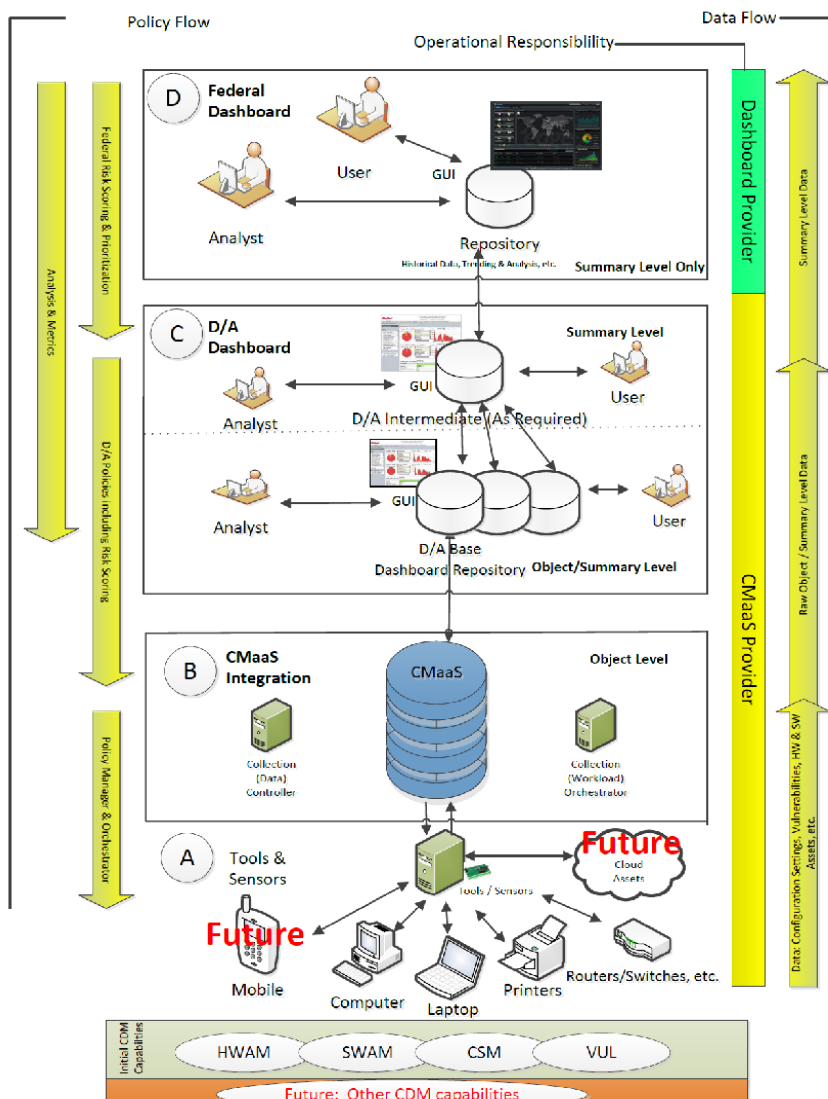 Policy Flow
Data Flow
Operational Responsiblility
D
Federal
Dashboard
User
GUI
Analyst
Repository
Historical Data, Trending & Analysis, etc.
Summary Level Only
C
D/A
Dashboard
Summary Level
GUI
Analyst
User
D/A Intermediate (As Required)
GUI
Analyst
User
D/A Base
Dashboard Repository
Object/Summary Level
B
CMaaS
Integration
CMaaS
Object Level
Collection
(Data)
Controller
Collection
(Workload)
Orchestrator
A
Tools &
Sensors
Tools / Sensors
Future
Cloud
Assets
Future
Mobile
Computer
Laptop
Printers
Routers/Switches, etc.
Analysis & Metrics
Federal Risk Scoring
& Prioritization
D/A Policies including
Risk Scoring
Policy Manager &
Orchestrator
Dashboard Provider
CMaaS Provider
Summary Level Data
Raw Object / Summary Level Data
Data: Configuration Settings, Vulnerabilities, HW & SW
Assets, etc.
Initial CDM
Capabilities
HWAM
SWAM
CSM
VUL
Future: Other CDM capabilities